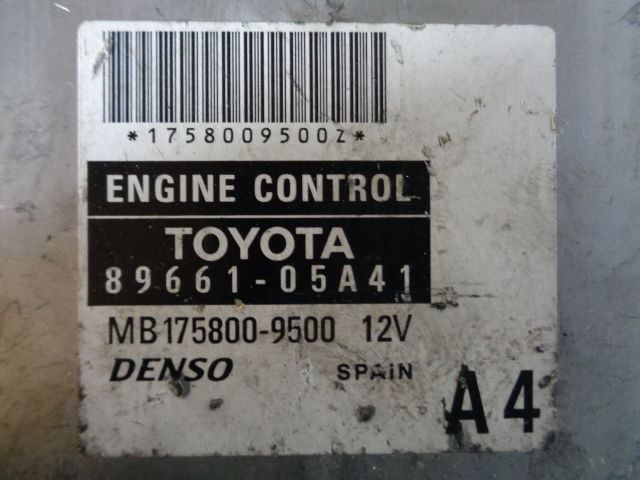 *1758009500Z*
ENGINE CONTROL
TOYOTA
89661-05A41
MB175800-9500 12V
DENSO SPAIN
A4